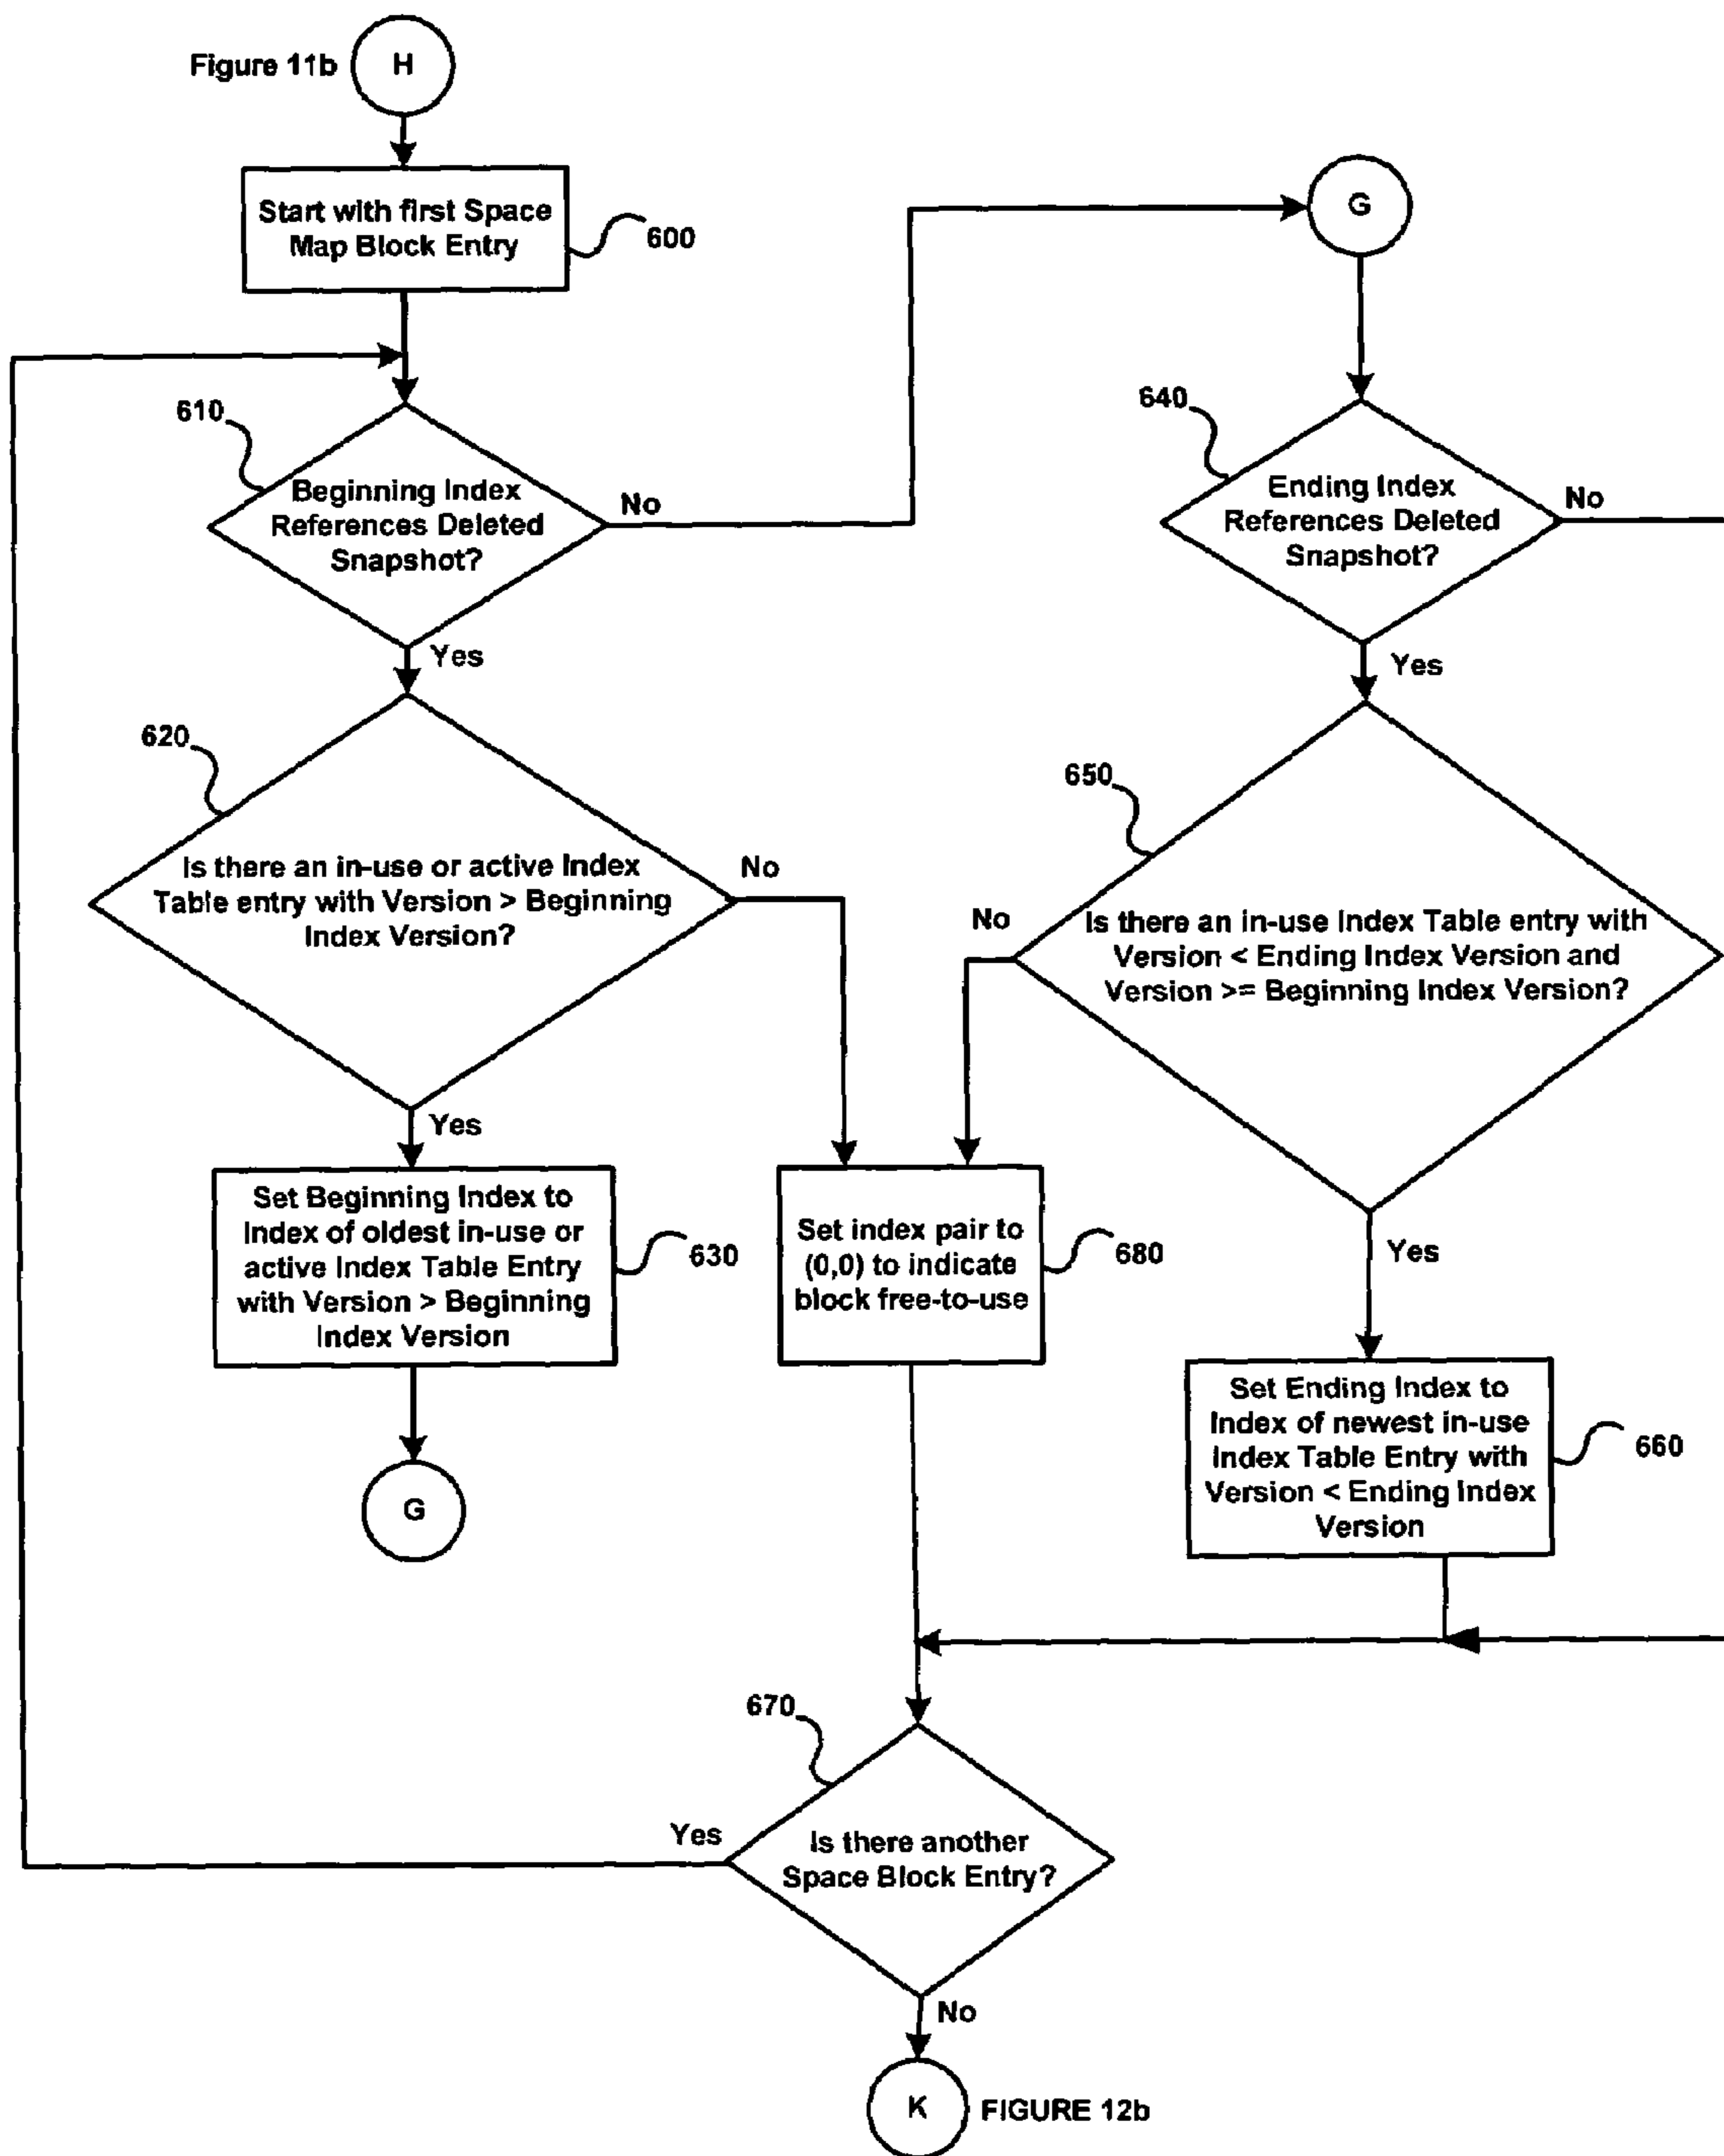 Figure 11b
H
Start with first Space
Map Block Entry
600
G
610
Beginning Index
References Deleted
Snapshot?
No
Yes
640
Ending Index
References Deleted
Snapshot?
No
Yes
620
Is there an in-use or active Index
Table entry with Version > Beginning
Index Version?
No
Yes
650
No
Is there an in-use Index Table entry with
Version < Ending Index Version and
Version >= Beginning Index Version?
Yes
Set Beginning Index to
Index of oldest in-use or
active Index Table Entry
with Version > Beginning
Index Version
630
Set index pair to
(0,0) to indicate
block free-to-use
680
Set Ending Index to
Index of newest in-use
Index Table Entry with
Version < Ending Index
Version
660
G
670
Yes
Is there another
Space Block Entry?
No
K
FIGURE 12b